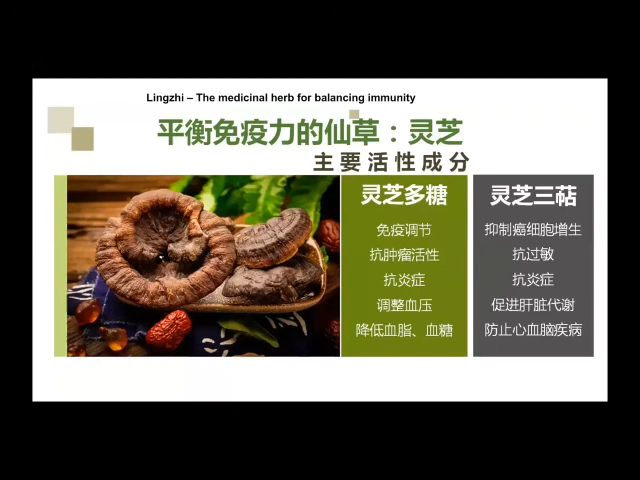 Lingzhi – The medicinal herb for balancing immunity
平衡免疫力的仙草：灵芝
主要活性成分
灵芝多糖
免疫调节
抗肿瘤活性
抗炎症
调整血压
降低血脂、血糖
灵芝三萜
抑制癌细胞增生
抗过敏
抗炎症
促进肝脏代谢
防止心血脑疾病